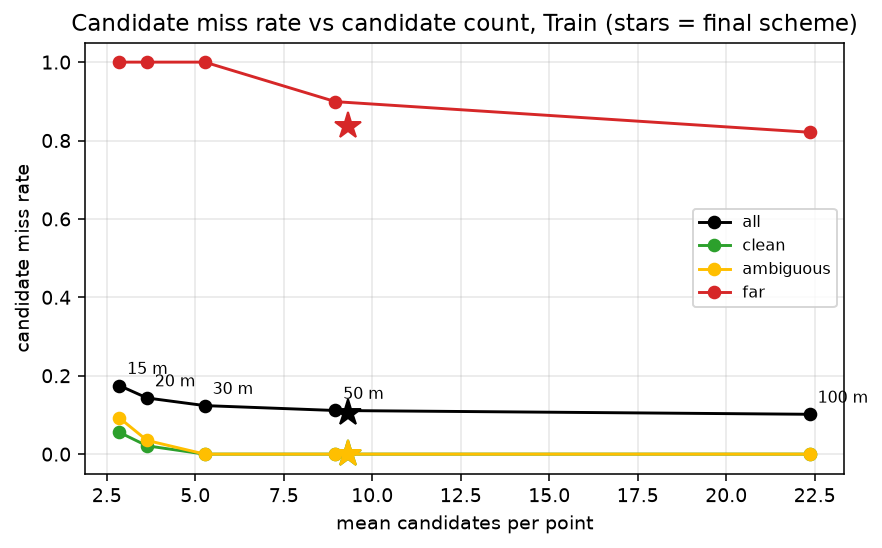 Candidate miss rate vs candidate count, Train (stars = final scheme)
candidate miss rate
1.0
0.8
0.6
0.4
0.2
0.0
15 m
20 m
30 m
50 m
100 m
all
clean
ambiguous
far
2.5 5.0 7.5 10.0 12.5 15.0 17.5 20.0 22.5
mean candidates per point